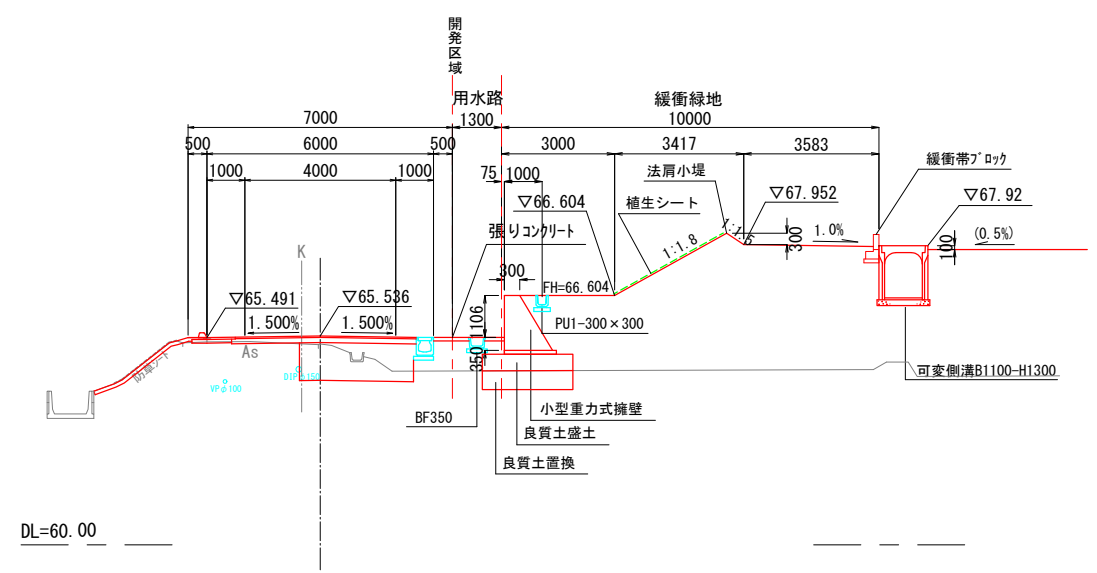 開発区域
用水路
緩衝緑地
7000
1300
10000
500
6000
500
3000
3417
3583
緩衝帯ﾌﾞﾛｯｸ
1000
4000
1000
75
1000
法肩小堤
▽66.604
植生シート
▽67.952
▽67.92
1:1.5
300
1.0%
100
(0.5%)
張りコンクリート
1:1.8
K
300
FH=66.604
▽65.491
▽65.536
1.500%
1.500%
1106
PU1-300×300
As
350
防草シート
DIPφ150
VPφ100
可変側溝B1100-H1300
BF350
小型重力式擁壁
良質土盛土
良質土置換
DL=60.00